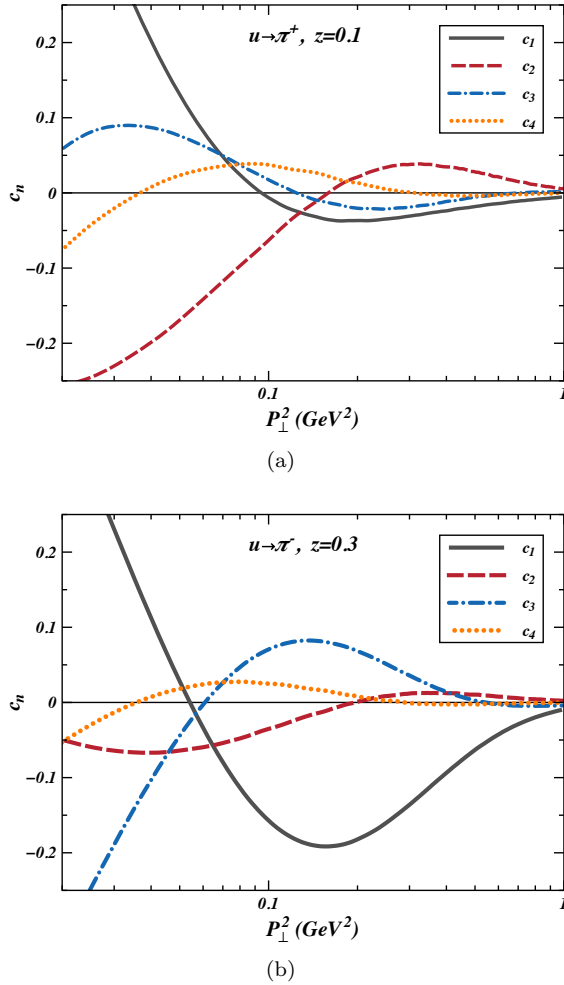 u→π⁺, z=0.1
c₁
c₂
c₃
c₄
0.2
0.1
0
−0.1
−0.2
cₙ
0.1
1
P⊥² (GeV²)
(a)
u→π⁻, z=0.3
c₁
c₂
c₃
c₄
0.2
0.1
0
−0.1
−0.2
cₙ
0.1
1
P⊥² (GeV²)
(b)